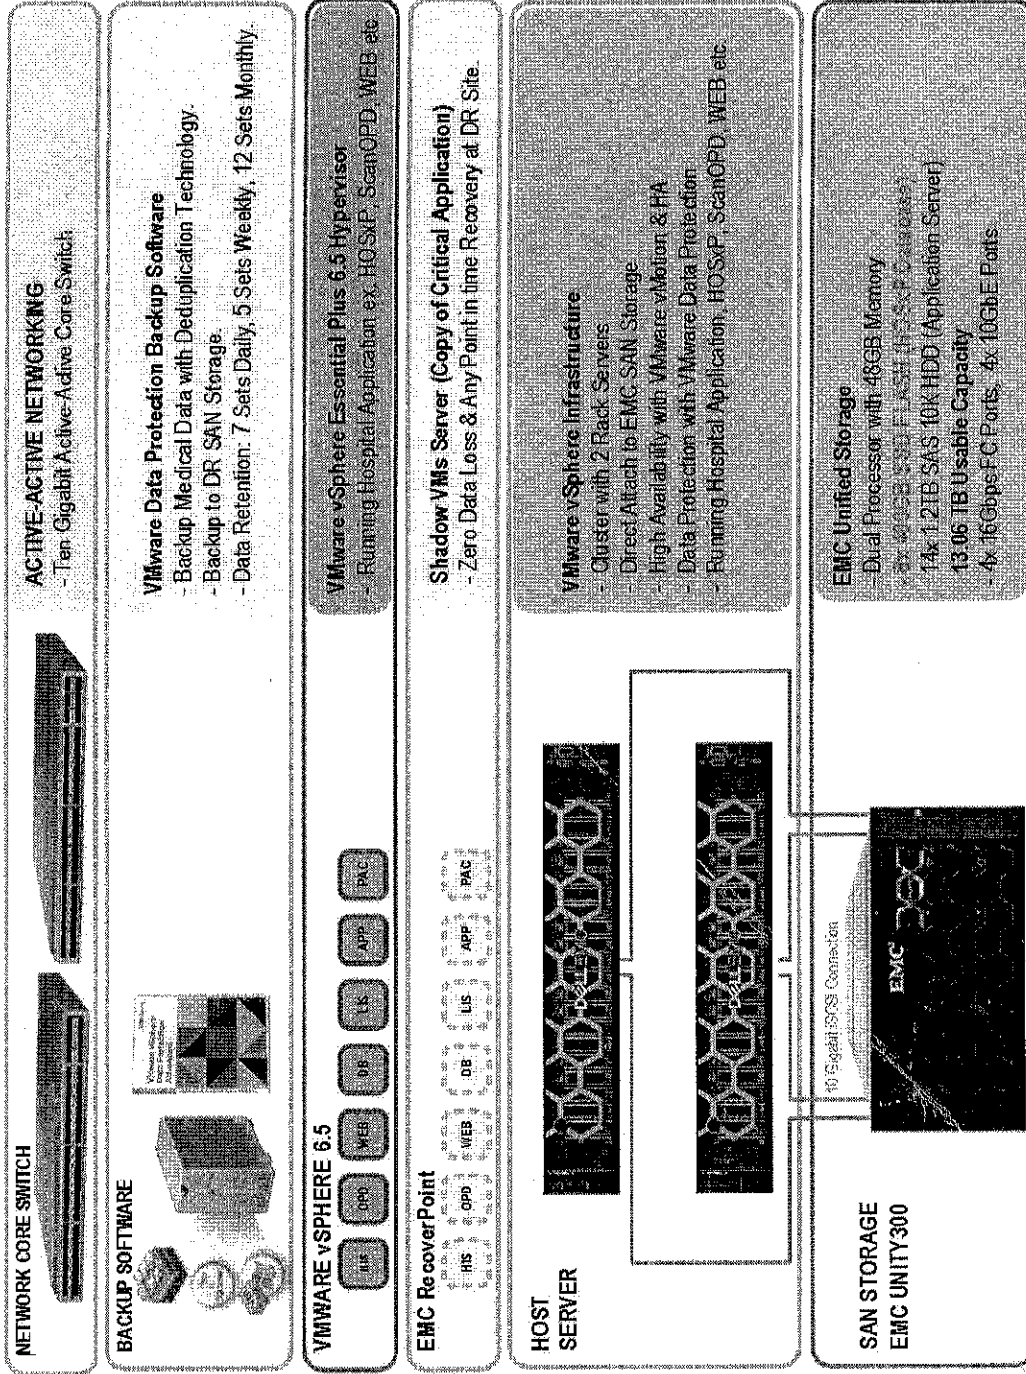 NETWORK CORE SWITCH
ACTIVE-ACTIVE NETWORKING
- Ten Gigabit Active-Active Core Switch
BACKUP SOFTWARE
VMware Data Protection Backup Software
- Backup Medical Data with Deduplication Technology.
- Backup to DR SAN Storage.
- Data Retention: 7 Sets Daily, 5 Sets Weekly, 12 Sets Monthly.
VMWARE vSPHERE 6.5
HIS OPD WEB DB LIS APP PAC
VMware vSphere Essential Plus 6.5 Hypervisor
- Running Hospital Application ex, HOSxP, ScanOPD, WEB etc.
EMC RecoverPoint
HIS OPD WEB DB LIS APP PAC
Shadow VMs Server (Copy of Critical Application)
- Zero Data Loss & Any Point in time Recovery at DR Site.
HOST
SERVER
DELL
DELL
VMware vSphere Infrastructure
- Cluster with 2 Rack Servers
- Direct Attach to EMC SAN Storage
- High Availability with VMware vMotion & HA
- Data Protection with VMware Data Protection
- Running Hospital Application, HOSxP, ScanOPD, WEB etc.
SAN STORAGE
EMC UNITY300
10 Gigabit iSCSI Connection
EMC²
EMC Unified Storage
- Dual Processor with 48GB Memory
14x 1.2TB SAS 10K HDD (Application Server)
13.06 TB Usable Capacity
- 4x 16Gbps FC Ports, 4x 10GbE Ports